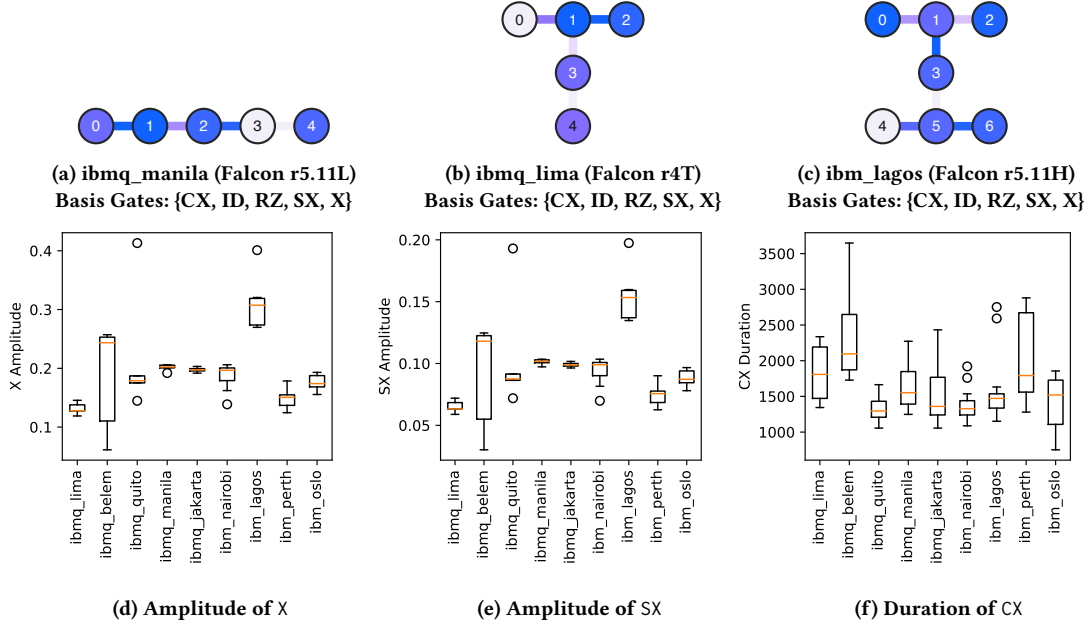 0
1
2
3
4
0
1
2
3
4
0
1
2
3
4
5
6
(a) ibmq_manila (Falcon r5.11L)
Basis Gates: {CX, ID, RZ, SX, X}
(b) ibmq_lima (Falcon r4T)
Basis Gates: {CX, ID, RZ, SX, X}
(c) ibm_lagos (Falcon r5.11H)
Basis Gates: {CX, ID, RZ, SX, X}
X Amplitude
0.4
0.3
0.2
0.1
ibmq_lima
ibmq_belem
ibmq_quito
ibmq_manila
ibmq_jakarta
ibm_nairobi
ibm_lagos
ibm_perth
ibm_oslo
(d) Amplitude of X
SX Amplitude
0.20
0.15
0.10
0.05
ibmq_lima
ibmq_belem
ibmq_quito
ibmq_manila
ibmq_jakarta
ibm_nairobi
ibm_lagos
ibm_perth
ibm_oslo
(e) Amplitude of SX
CX Duration
3500
3000
2500
2000
1500
1000
ibmq_lima
ibmq_belem
ibmq_quito
ibmq_manila
ibmq_jakarta
ibm_nairobi
ibm_lagos
ibm_perth
ibm_oslo
(f) Duration of CX